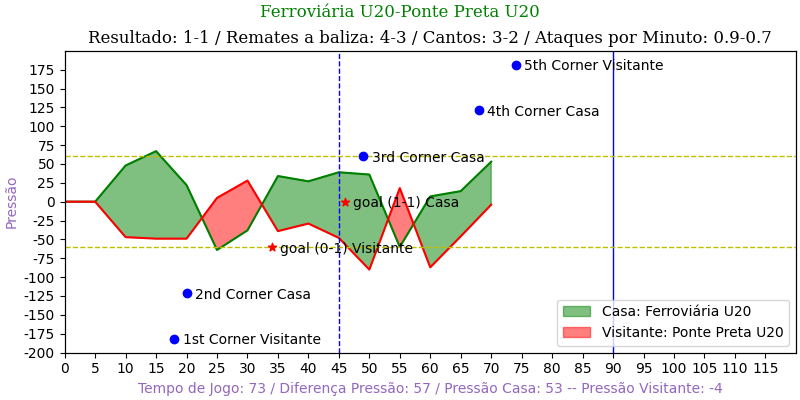 Ferroviária U20-Ponte Preta U20
Resultado: 1-1 / Remates a baliza: 4-3 / Cantos: 3-2 / Ataques por Minuto: 0.9-0.7
Pressão
175
150
125
100
75
50
25
0
-25
-50
-75
-100
-125
-150
-175
-200
5th Corner Visitante
4th Corner Casa
3rd Corner Casa
goal (1-1) Casa
goal (0-1) Visitante
2nd Corner Casa
1st Corner Visitante
Casa: Ferroviária U20
Visitante: Ponte Preta U20
0 5 10 15 20 25 30 35 40 45 50 55 60 65 70 75 80 85 90 95 100 105 110 115
Tempo de Jogo: 73 / Diferença Pressão: 57 / Pressão Casa: 53 -- Pressão Visitante: -4